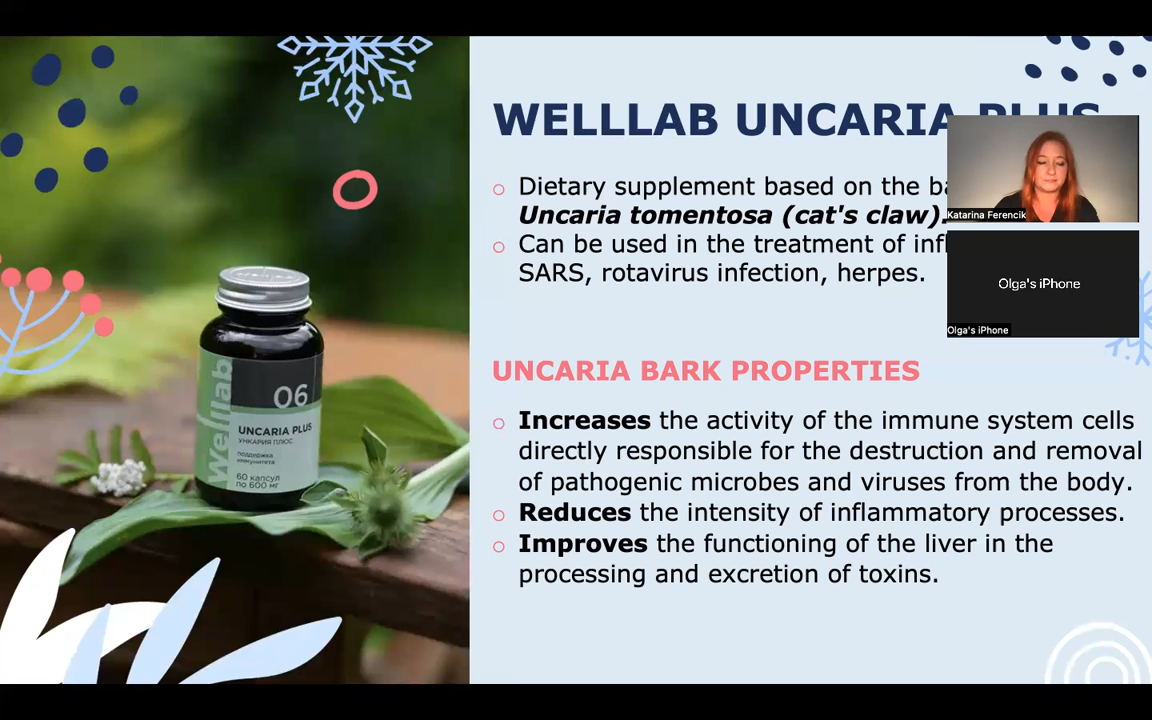 WELLLAB UNCARIA PLUS
Dietary supplement based on the
Uncaria tomentosa (cat's claw).
Can be used in the treatment of
SARS, rotavirus infection, herpes.
Katarina Ferencik
Olga's iPhone
Olga's iPhone
UNCARIA BARK PROPERTIES
Increases the activity of the immune system cells
directly responsible for the destruction and removal
of pathogenic microbes and viruses from the body.
Reduces the intensity of inflammatory processes.
Improves the functioning of the liver in the
processing and excretion of toxins.
Welllab
06
UNCARIA PLUS
УНКАРИЯ ПЛЮС
поддержка
иммунитета
60 капсул
по 600 мг